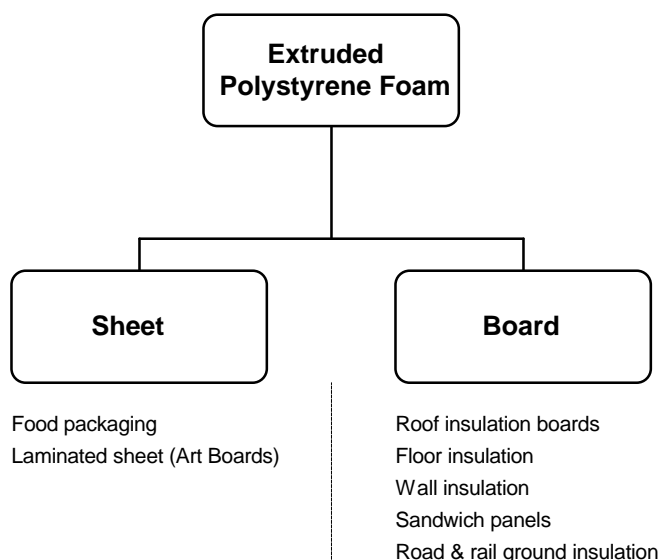 Extruded
Polystyrene Foam
Sheet
Board
Food packaging
Laminated sheet (Art Boards)
Roof insulation boards
Floor insulation
Wall insulation
Sandwich panels
Road & rail ground insulation